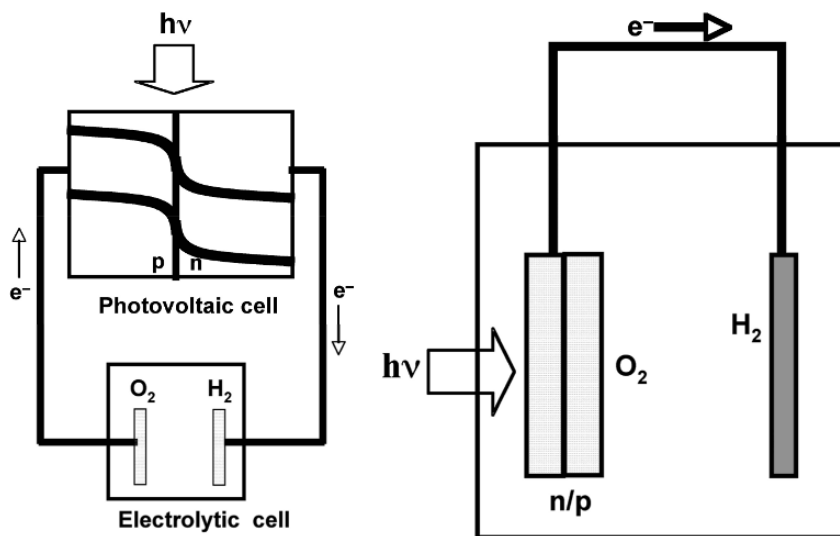 hν
p n
e⁻
e⁻
Photovoltaic cell
O₂ H₂
Electrolytic cell
e⁻
hν
O₂
H₂
n/p